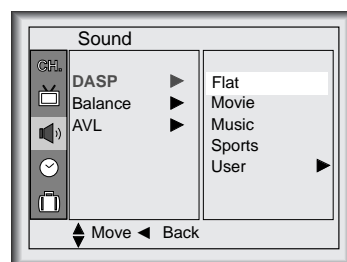 Sound
CH.
DASP
Balance
AVL
Flat
Movie
Music
Sports
User
Move Back